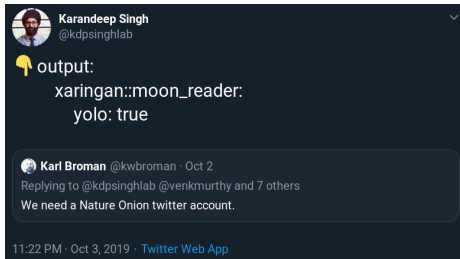 Karandeep Singh
@kdpsinghlab
👇 output:
xaringan::moon_reader:
yolo: true
Karl Broman @kwbroman · Oct 2
Replying to @kdpsinghlab @venkmurthy and 7 others
We need a Nature Onion twitter account.
11:22 PM · Oct 3, 2019 · Twitter Web App